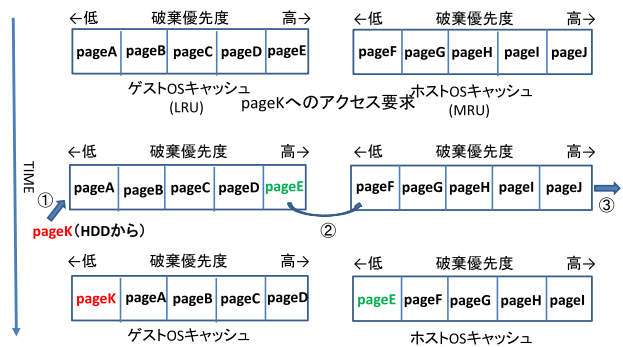 ←低 破棄優先度 高→ ←低 破棄優先度 高→
pageA pageB pageC pageD pageE pageF pageG pageH pageI pageJ
ゲストOSキャッシュ ホストOSキャッシュ
(LRU) (MRU)
pageKへのアクセス要求
TIME
←低 破棄優先度 高→ ←低 破棄優先度 高→
① pageA pageB pageC pageD pageE pageF pageG pageH pageI pageJ ③
②
pageK(HDDから)
←低 破棄優先度 高→ ←低 破棄優先度 高→
pageK pageA pageB pageC pageD pageE pageF pageG pageH pageI
ゲストOSキャッシュ ホストOSキャッシュ